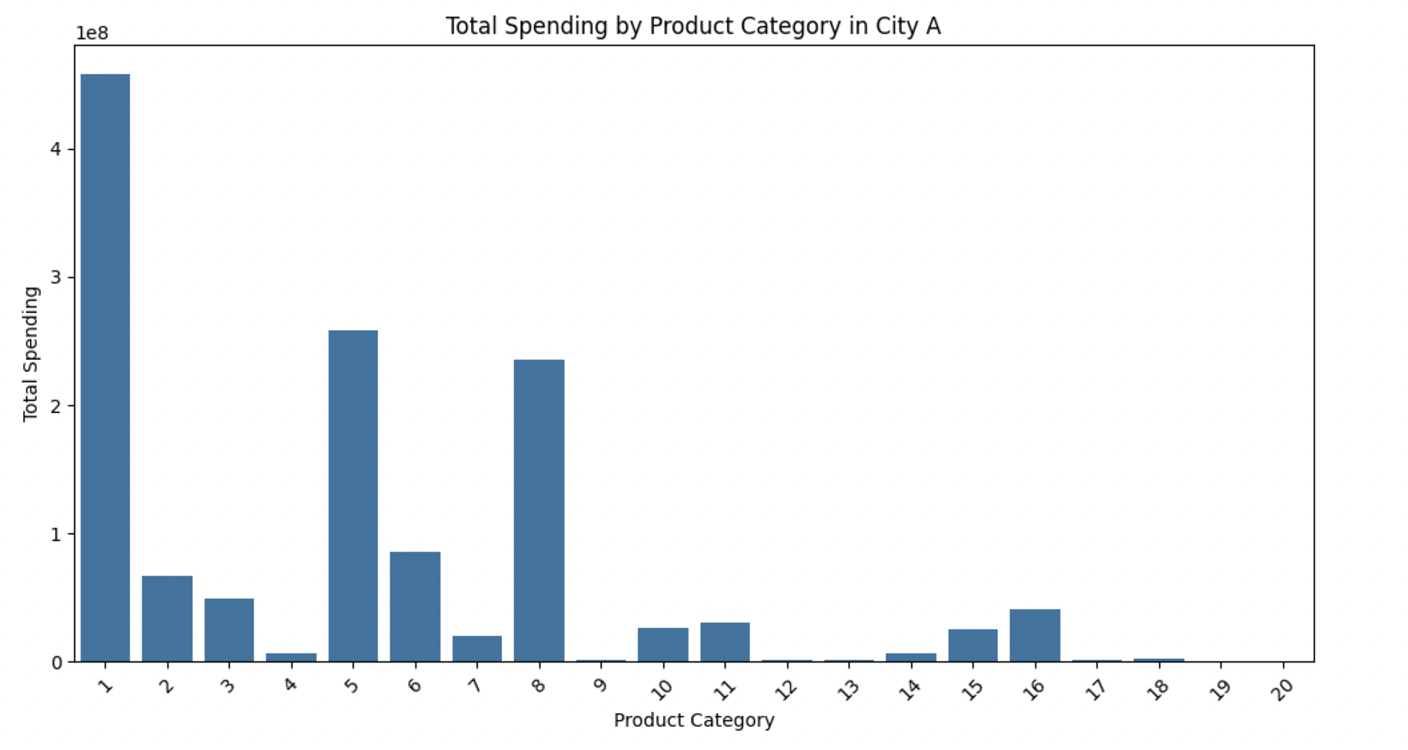 Total Spending by Product Category in City A
1e8
4
3
2
1
0
Total Spending
1 2 3 4 5 6 7 8 9 10 11 12 13 14 15 16 17 18 19 20
Product Category